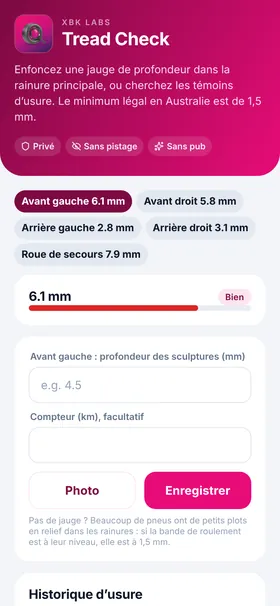 XBK LABS
Tread Check
Enfoncez une jauge de profondeur dans la
rainure principale, ou cherchez les témoins
d'usure. Le minimum légal en Australie est de 1,5
mm.
Privé
Sans pistage
Sans pub
Avant gauche 6.1 mm
Avant droit 5.8 mm
Arrière gauche 2.8 mm
Arrière droit 3.1 mm
Roue de secours 7.9 mm
6.1 mm
Bien
Avant gauche : profondeur des sculptures (mm)
e.g. 4.5
Compteur (km), facultatif
Photo
Enregistrer
Pas de jauge ? Beaucoup de pneus ont de petits plots
en relief dans les rainures : si la bande de roulement
est à leur niveau, elle est à 1,5 mm.
Historique d'usure